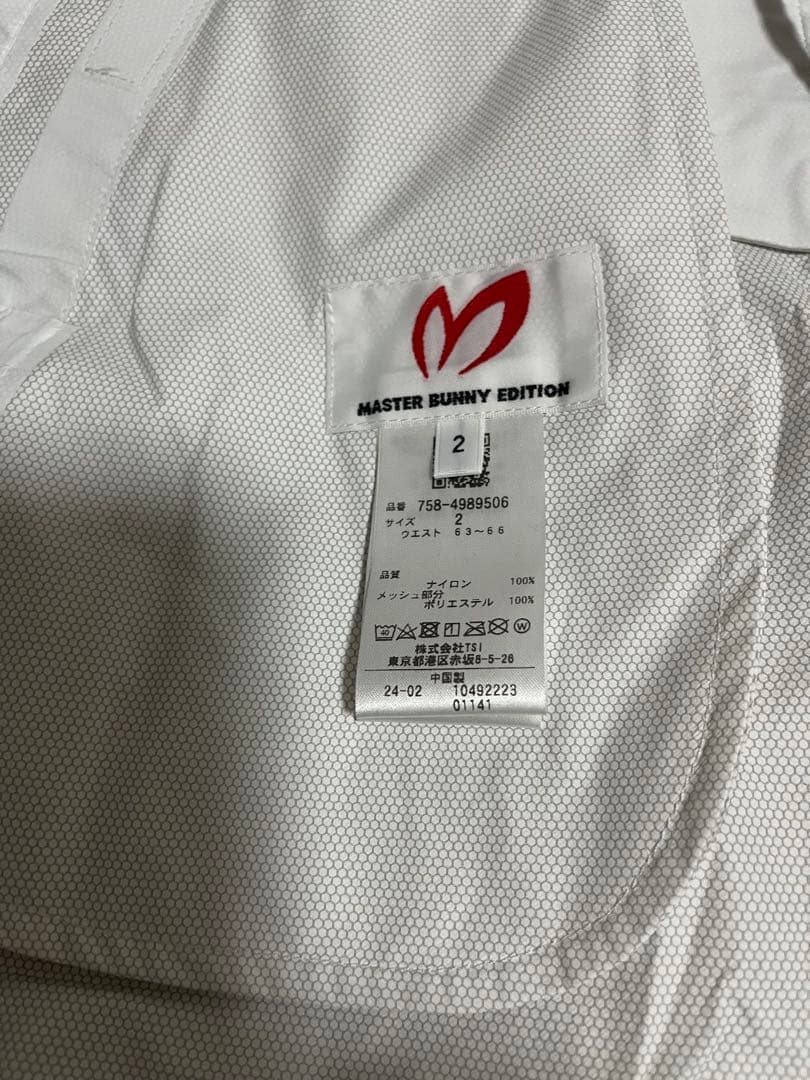 MASTER BUNNY EDITION
2
品番 758-4989506
サイズ 2
ウエスト 63~66
品質
ナイロン 100%
メッシュ部分
ポリエステル 100%
40 W
株式会社TSI
東京都港区赤坂8-5-26
中国製
24-02 10492223
01141